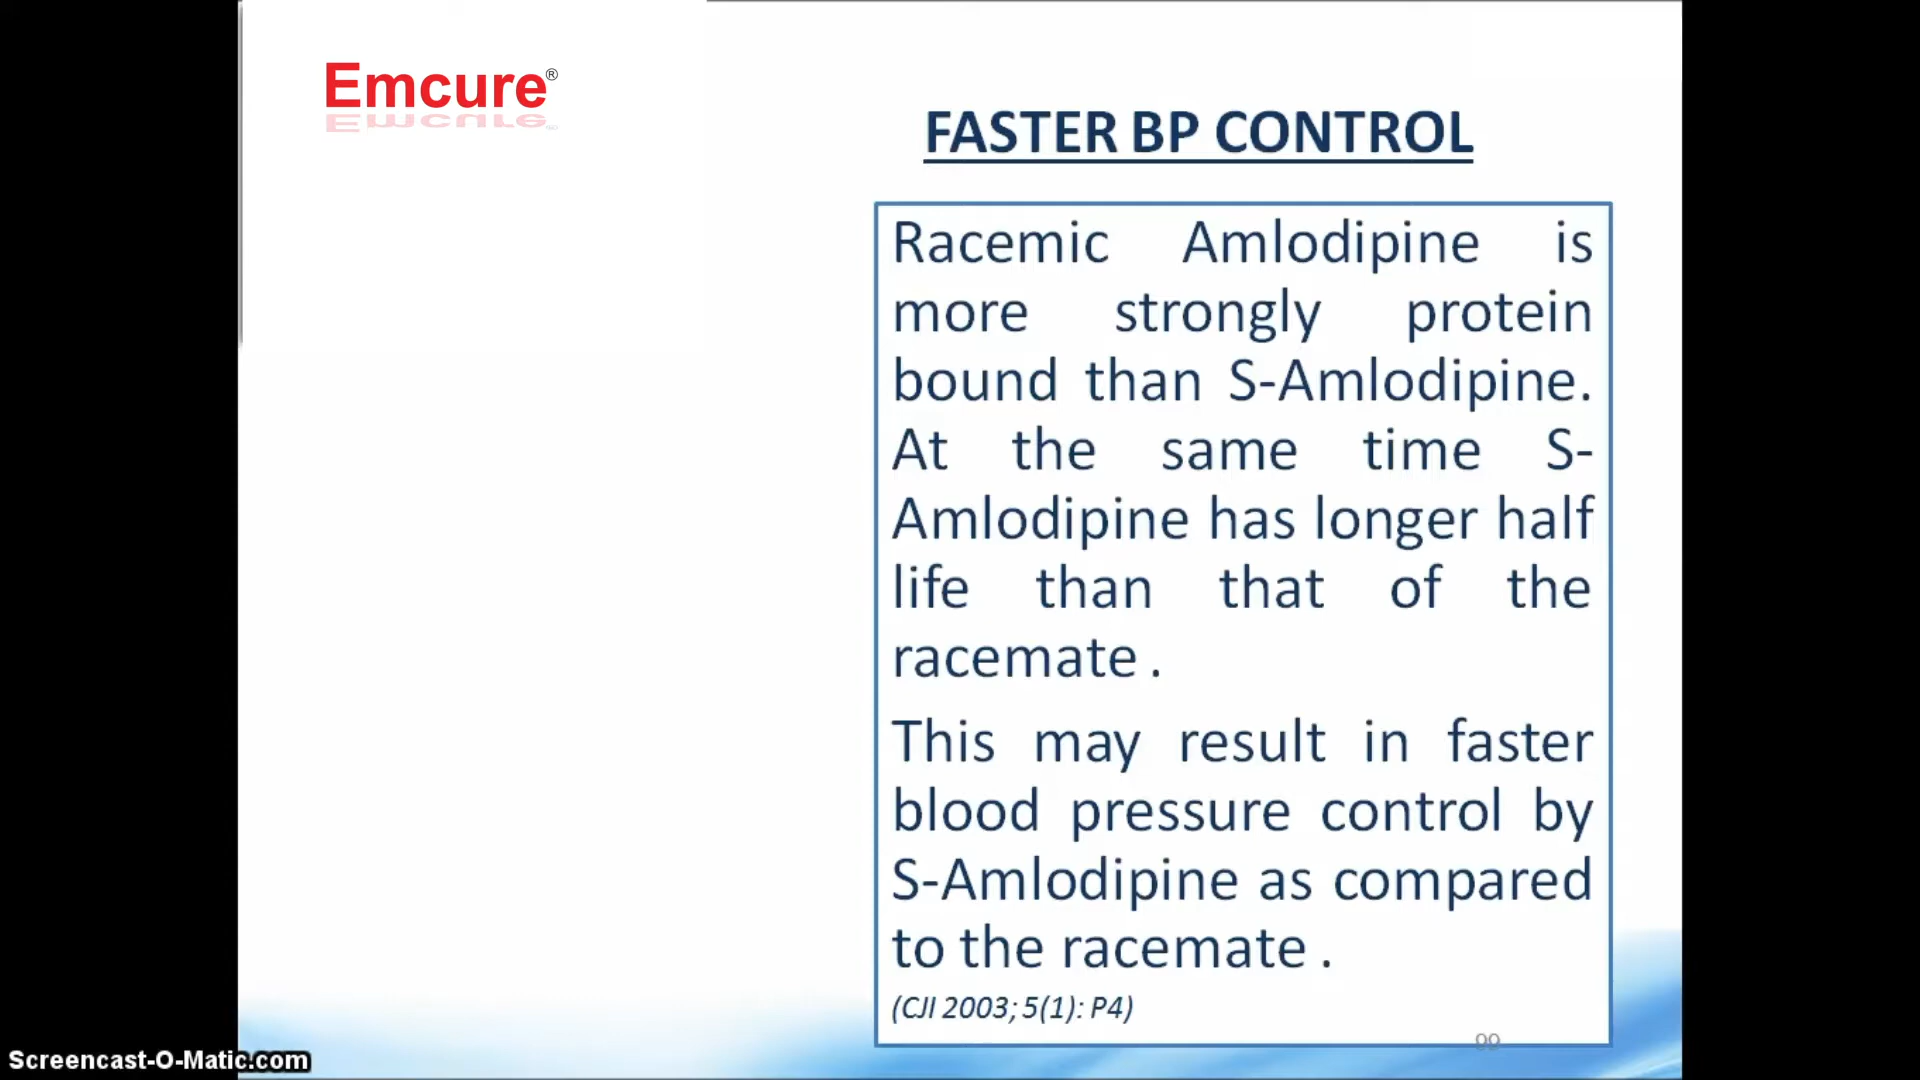 Emcure®
FASTER BP CONTROL
Racemic Amlodipine is
more strongly protein
bound than S-Amlodipine.
At the same time S-
Amlodipine has longer half
life than that of the
racemate .
This may result in faster
blood pressure control by
S-Amlodipine as compared
to the racemate .
(CJI 2003; 5(1): P4)
99
Screencast-O-Matic.com